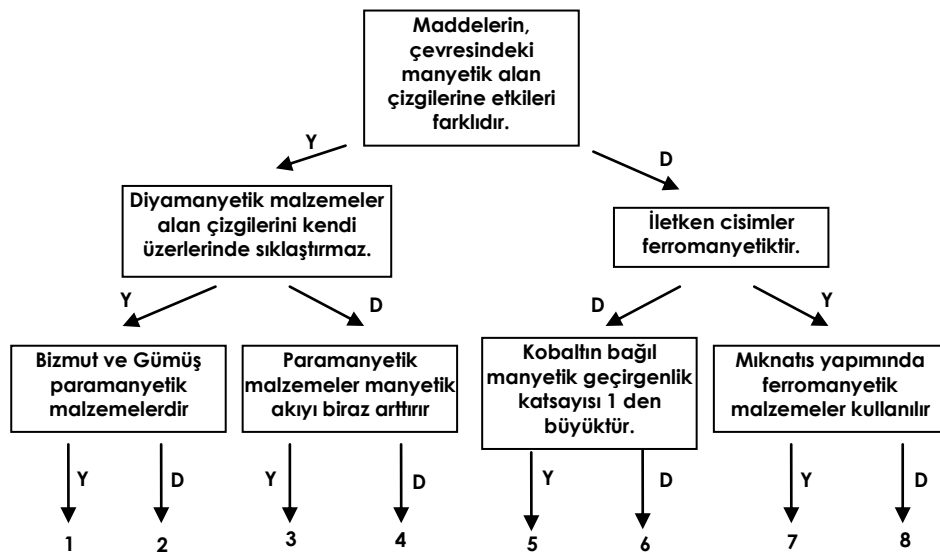 Maddelerin,
çevresindeki
manyetik alan
çizgilerine etkileri
farklıdır.
Y
D
Diyamanyetik malzemeler
alan çizgilerini kendi
üzerlerinde sıklaştırmaz.
İletken cisimler
ferromanyetiktir.
Y
D
D
Y
Bizmut ve Gümüş
paramanyetik
malzemelerdir
Paramanyetik
malzemeler manyetik
akıyı biraz arttırır
Kobaltın bağıl
manyetik geçirgenlik
katsayısı 1 den
büyüktür.
Mıknatıs yapımında
ferromanyetik
malzemeler kullanılır
Y
D
Y
D
Y
D
Y
D
1
2
3
4
5
6
7
8